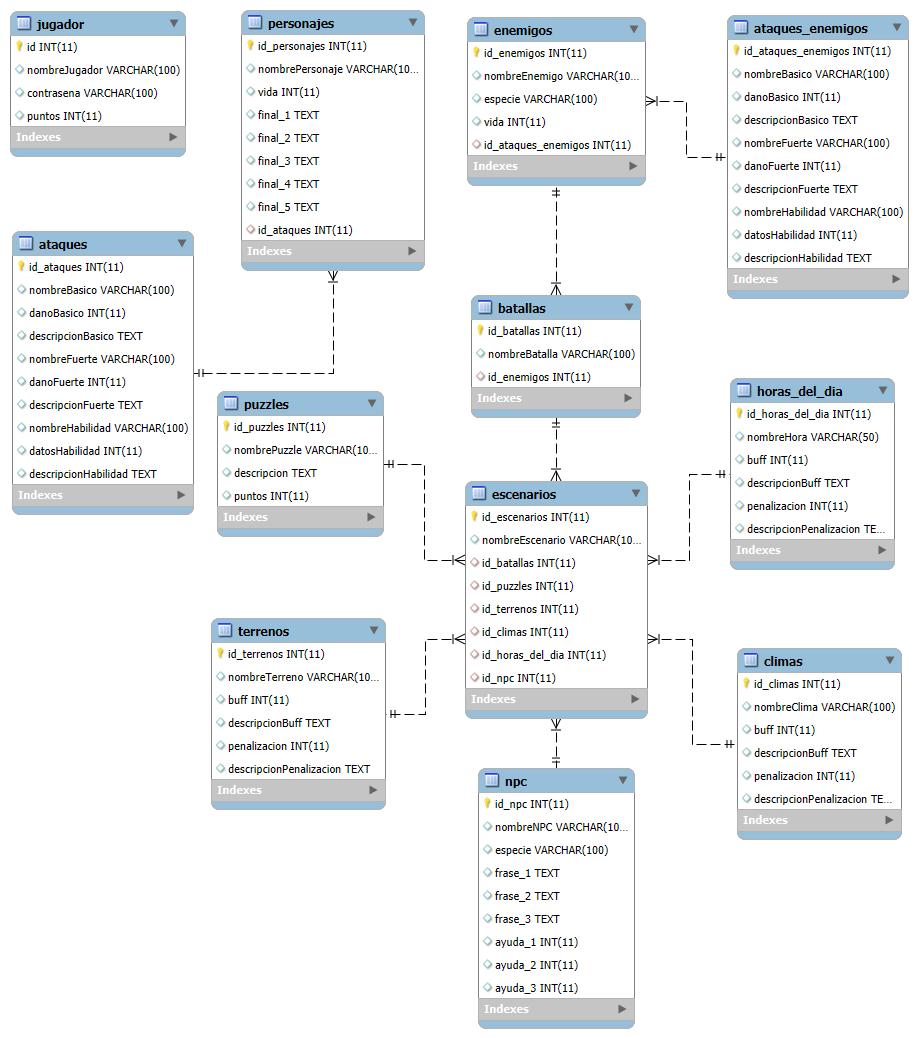 jugador
id INT(11)
nombreJugador VARCHAR(100)
contrasena VARCHAR(100)
puntos INT(11)
Indexes
personajes
id_personajes INT(11)
nombrePersonaje VARCHAR(10...
vida INT(11)
final_1 TEXT
final_2 TEXT
final_3 TEXT
final_4 TEXT
final_5 TEXT
id_ataques INT(11)
Indexes
enemigos
id_enemigos INT(11)
nombreEnemigo VARCHAR(10...
especie VARCHAR(100)
vida INT(11)
id_ataques_enemigos INT(11)
Indexes
ataques_enemigos
id_ataques_enemigos INT(11)
nombreBasico VARCHAR(100)
danoBasico INT(11)
descripcionBasico TEXT
nombreFuerte VARCHAR(100)
danoFuerte INT(11)
descripcionFuerte TEXT
nombreHabilidad VARCHAR(100)
datosHabilidad INT(11)
descripcionHabilidad TEXT
Indexes
ataques
id_ataques INT(11)
nombreBasico VARCHAR(100)
danoBasico INT(11)
descripcionBasico TEXT
nombreFuerte VARCHAR(100)
danoFuerte INT(11)
descripcionFuerte TEXT
nombreHabilidad VARCHAR(100)
datosHabilidad INT(11)
descripcionHabilidad TEXT
Indexes
batallas
id_batallas INT(11)
nombreBatalla VARCHAR(100)
id_enemigos INT(11)
Indexes
puzzles
id_puzzles INT(11)
nombrePuzzle VARCHAR(10...
descripcion TEXT
puntos INT(11)
Indexes
horas_del_dia
id_horas_del_dia INT(11)
nombreHora VARCHAR(50)
buff INT(11)
descripcionBuff TEXT
penalizacion INT(11)
descripcionPenalizacion TE...
Indexes
escenarios
id_escenarios INT(11)
nombreEscenario VARCHAR(10...
id_batallas INT(11)
id_puzzles INT(11)
id_terrenos INT(11)
id_climas INT(11)
id_horas_del_dia INT(11)
id_npc INT(11)
Indexes
terrenos
id_terrenos INT(11)
nombreTerreno VARCHAR(10...
buff INT(11)
descripcionBuff TEXT
penalizacion INT(11)
descripcionPenalizacion TEXT
Indexes
climas
id_climas INT(11)
nombreClima VARCHAR(100)
buff INT(11)
descripcionBuff TEXT
penalizacion INT(11)
descripcionPenalizacion TE...
Indexes
npc
id_npc INT(11)
nombreNPC VARCHAR(10...
especie VARCHAR(100)
frase_1 TEXT
frase_2 TEXT
frase_3 TEXT
ayuda_1 INT(11)
ayuda_2 INT(11)
ayuda_3 INT(11)
Indexes